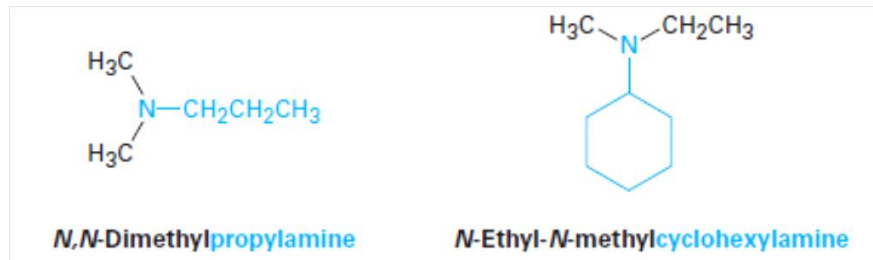 H₃C
N—CH₂CH₂CH₃
H₃C
N,N-Dimethylpropylamine
H₃C
CH₂CH₃
N
N-Ethyl-N-methylcyclohexylamine